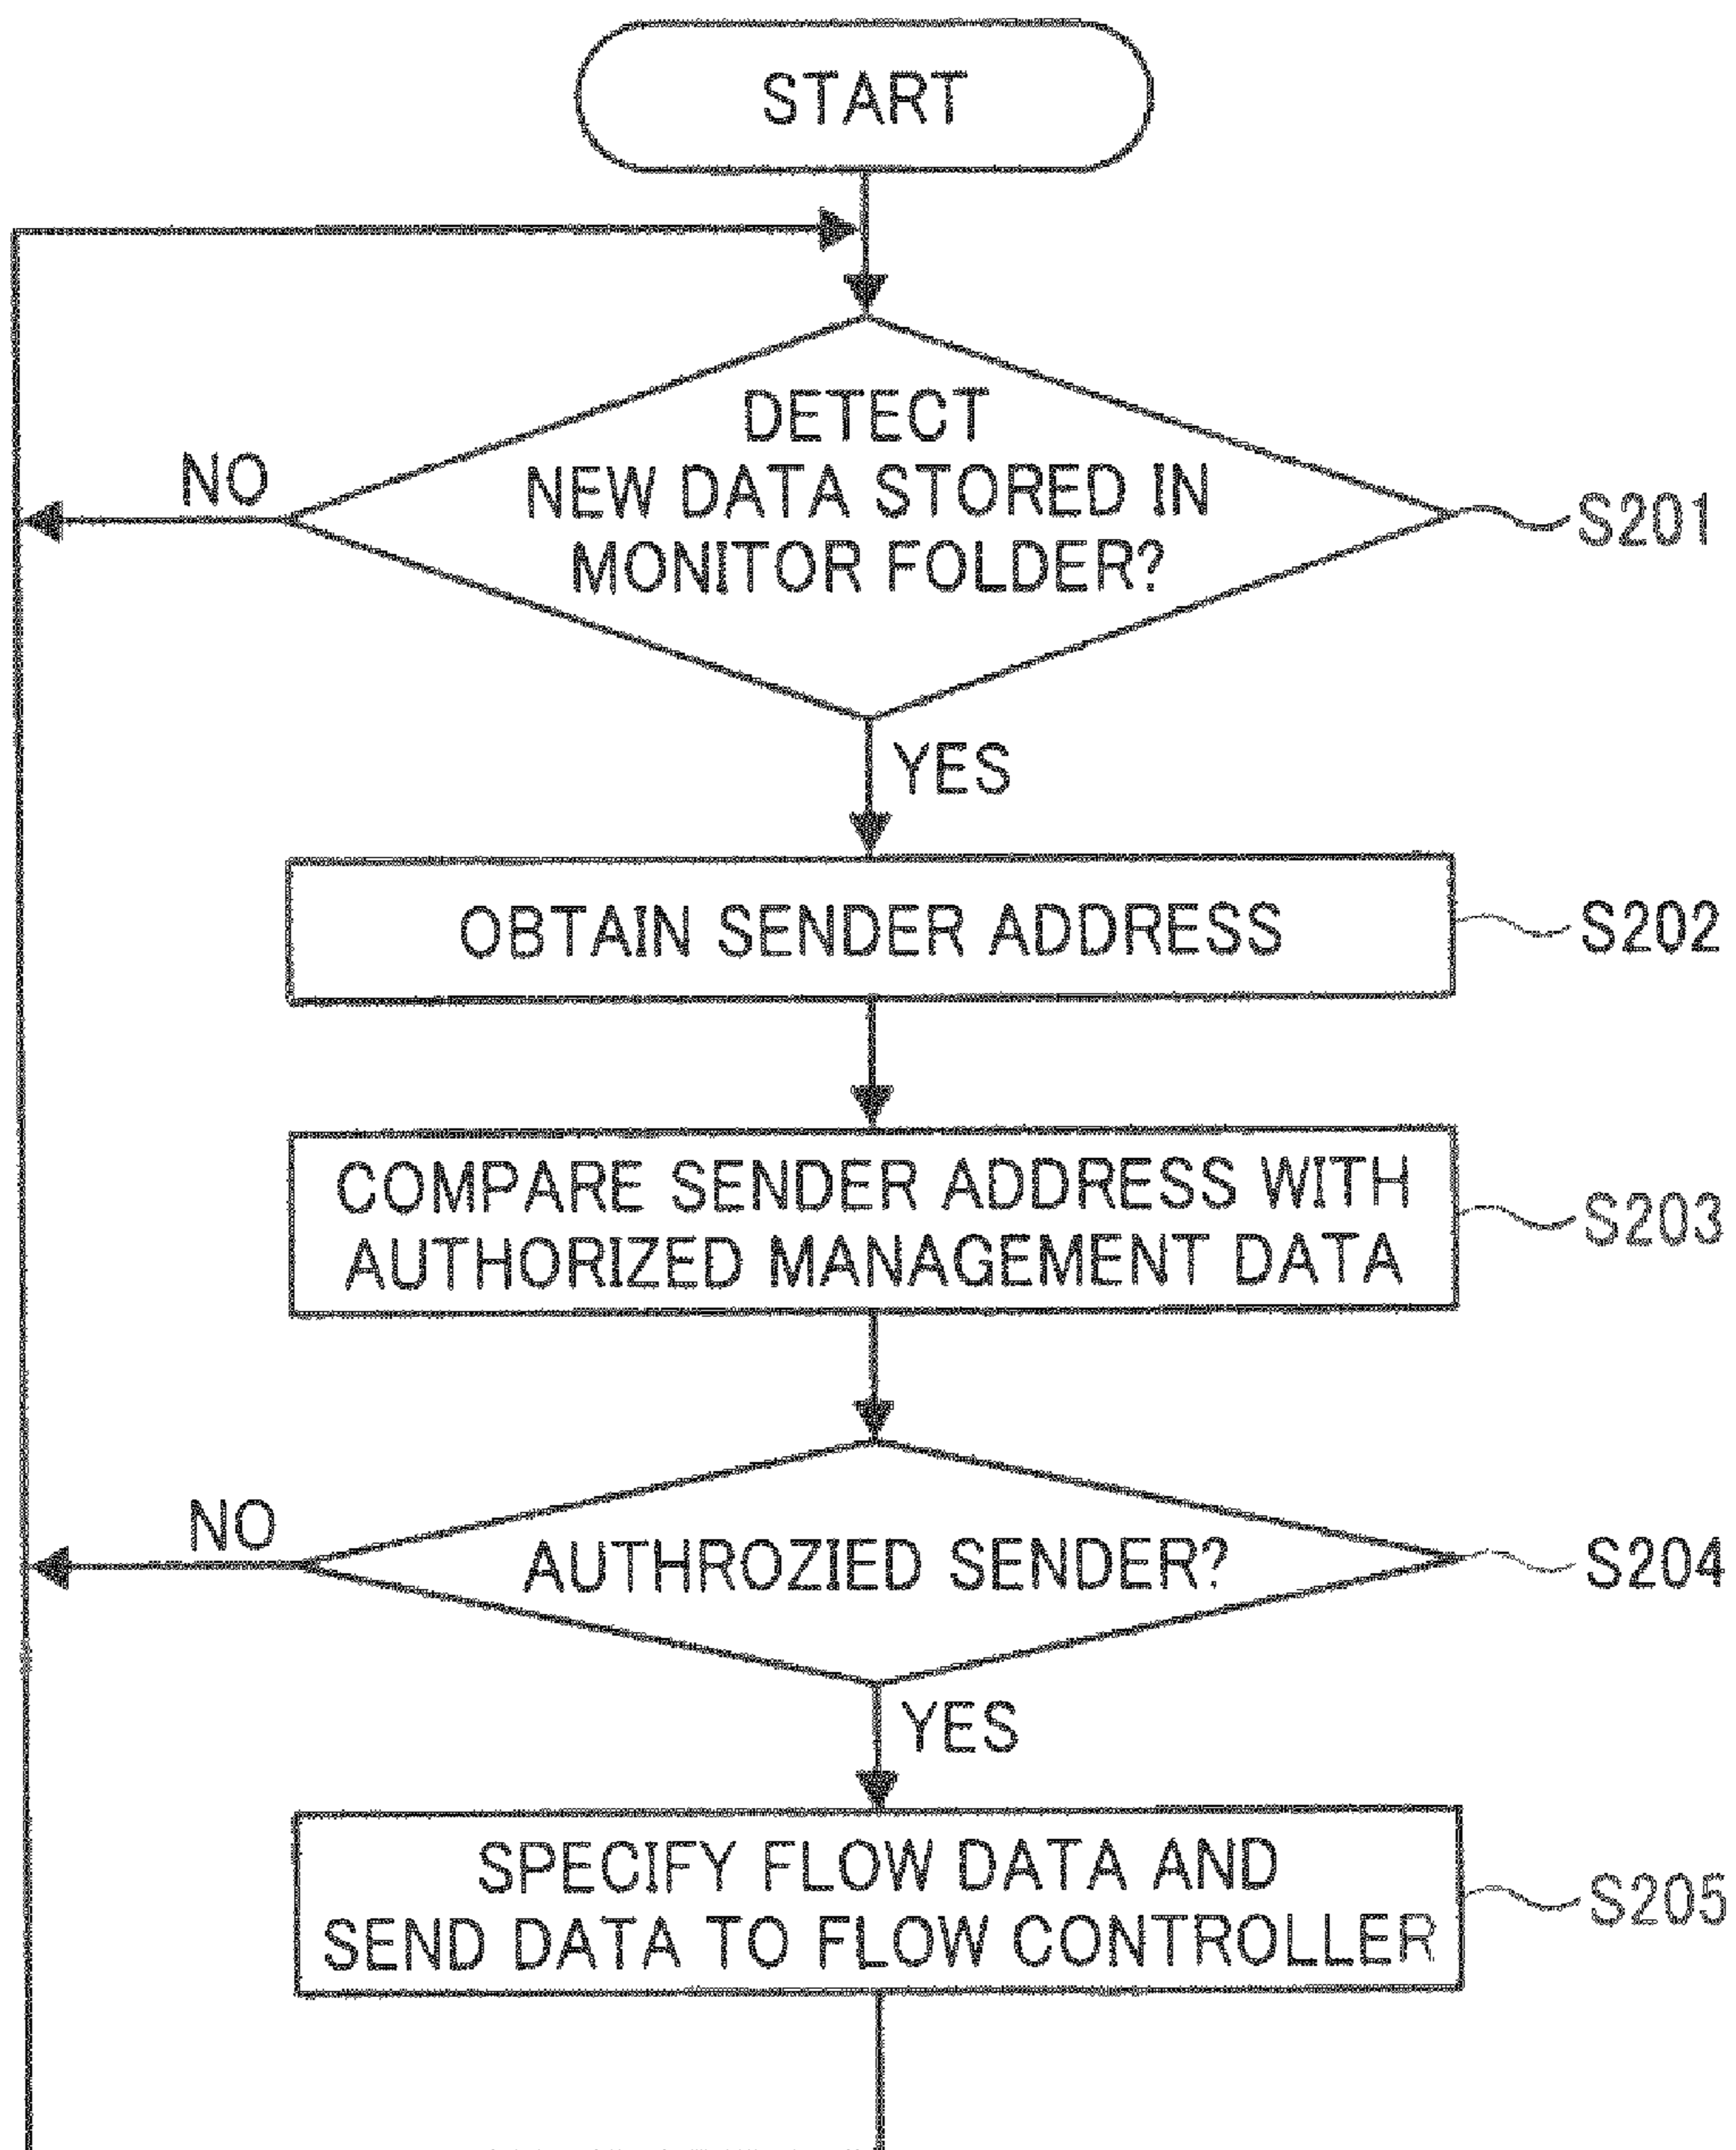 START
DETECT
NEW DATA STORED IN
MONITOR FOLDER?
NO
S201
YES
OBTAIN SENDER ADDRESS
S202
COMPARE SENDER ADDRESS WITH
AUTHORIZED MANAGEMENT DATA
S203
NO
AUTHROZIED SENDER?
S204
YES
SPECIFY FLOW DATA AND
SEND DATA TO FLOW CONTROLLER
S205